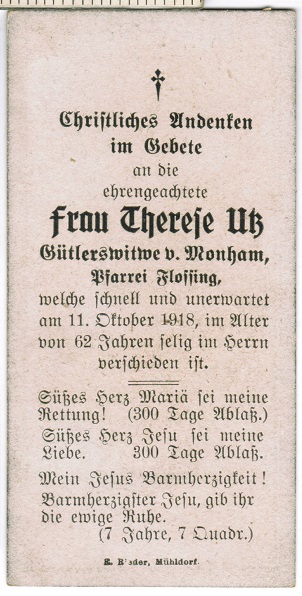 Christliches Andenken
im Gebete
an die
ehrengeachtete
Frau Therese Utz
Gütlerswitwe v. Monham,
Pfarrei Flossing,
welche schnell und unerwartet
am 11. Oktober 1918, im Alter
von 62 Jahren selig im Herrn
verschieden ist.
Süßes Herz Mariä sei meine
Rettung! (300 Tage Ablaß.)
Süßes Herz Jesu sei meine
Liebe. 300 Tage Ablaß.
Mein Jesus Barmherzigkeit!
Barmherzigster Jesu, gib ihr
die ewige Ruhe.
(7 Jahre, 7 Quadr.)
E. Mühldorf.